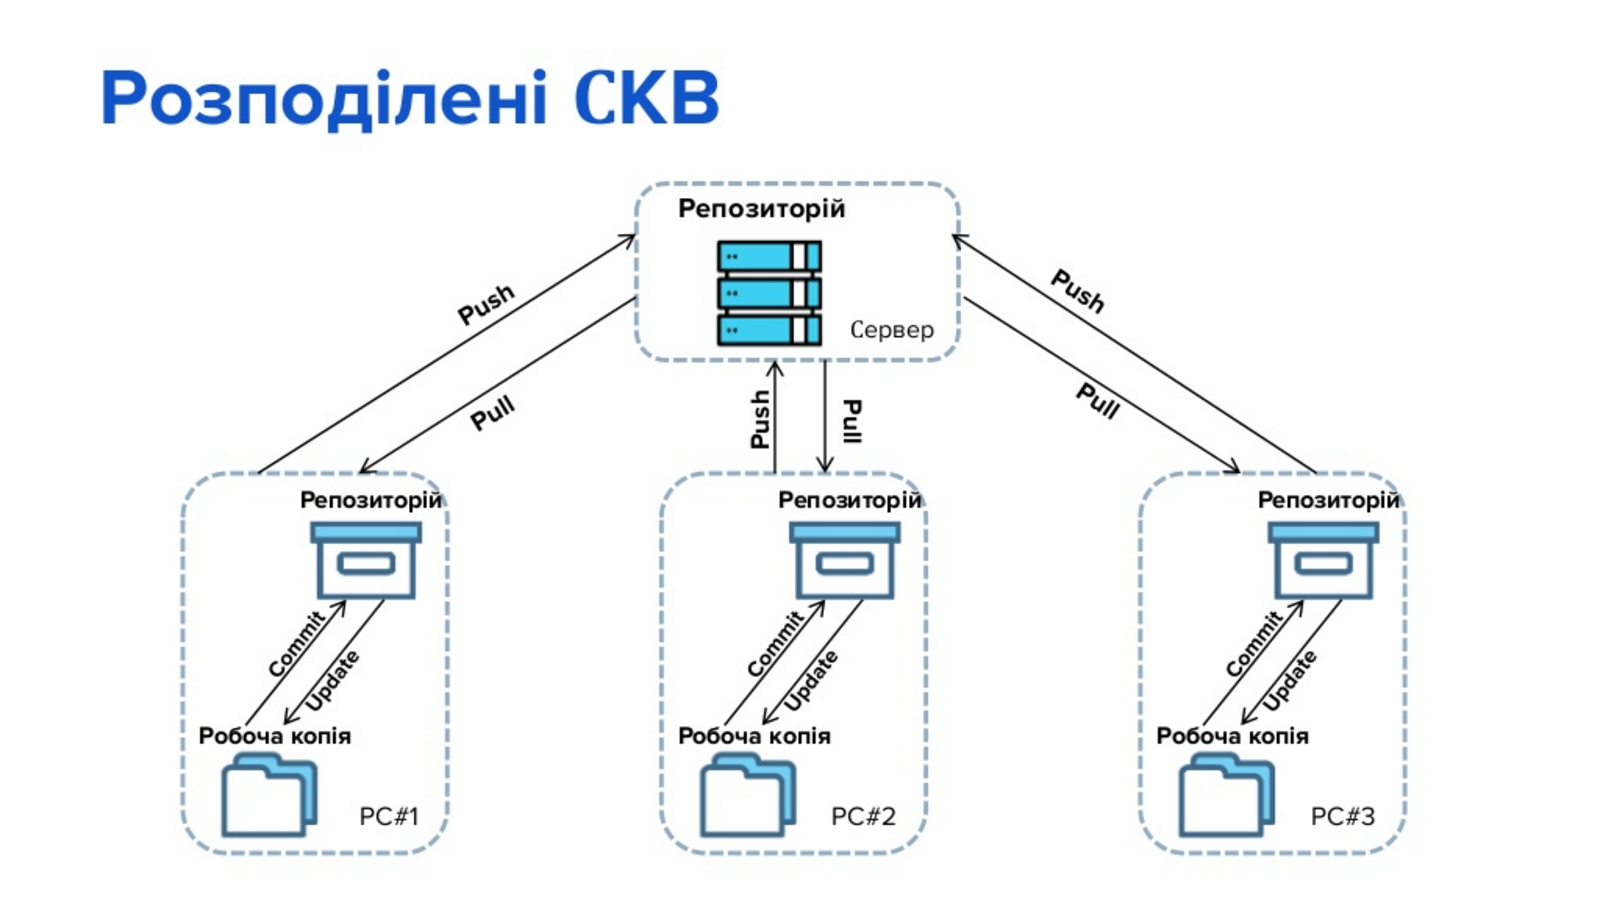 Розподілені СКВ
Репозиторій
Сервер
Push
Pull
Push
Pull
Push
Pull
Репозиторій
Commit
Update
Робоча копія
PC#1
Репозиторій
Commit
Update
Робоча копія
PC#2
Репозиторій
Commit
Update
Робоча копія
PC#3